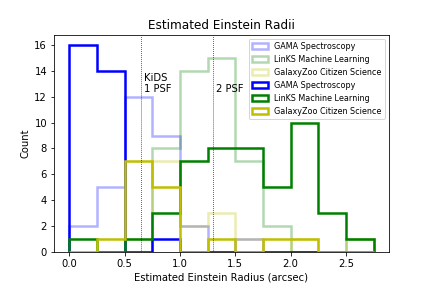 Estimated Einstein Radii
GAMA Spectroscopy
LinKS Machine Learning
GalaxyZoo Citizen Science
GAMA Spectroscopy
LinKS Machine Learning
GalaxyZoo Citizen Science
KiDS
1 PSF
2 PSF
Count
16
14
12
10
8
6
4
2
0
0.0
0.5
1.0
1.5
2.0
2.5
Estimated Einstein Radius (arcsec)